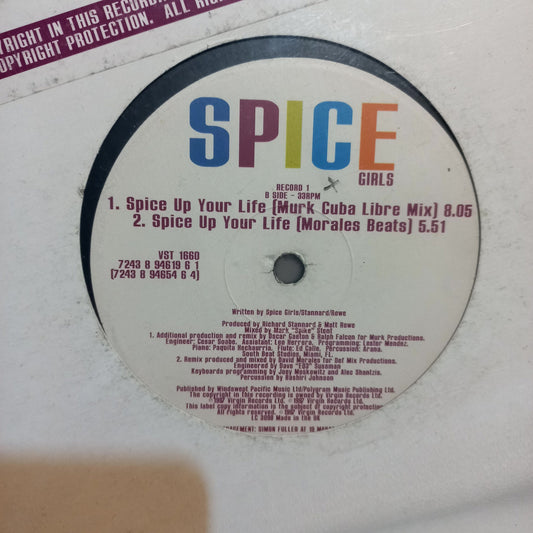 YRIGHT IN THIS RECORDIN
OPYRIGHT PROTECTION. ALL RIG
SPICE
GIRLS
RECORD 1
B SIDE - 33RPM
1. Spice Up Your Life (Murk Cuba Libre Mix) 8.05
2. Spice Up Your Life (Morales Beats) 5.51
VST 1660
7243 8 94619 6 1
(7243 8 94654 6 4)
Written by Spice Girls/Stannard/Rowe
Produced by Richard Stannard & Matt Rowe
Mixed by Mark "Spike" Stent
1. Additional production and remix by Oscar Gaeton & Ralph Falcon for Murk Productions.
Engineer: Cesar Sogbe. Assistant: Leo Herrera. Programming: Lester Mendez.
Piano: Paquito Hechavarria. Flute: Ed Calle. Percussion: Arana.
South Beat Studios, Miami, FL.
2. Remix produced and mixed by David Morales for Def Mix Productions.
Engineered by Dave "EQ3" Sussman
Keyboards programming by Joey Moskowitz and Alec Shantzis.
Percussion by Bashiri Johnson
Published by Windswept Pacific Music Ltd/Polygram Music Publishing Ltd.
The copyright in this recording is owned by Virgin Records Ltd.
℗ 1997 Virgin Records Ltd. © 1997 Virgin Records Ltd.
This label copy information is the subject of copyright protection.
All rights reserved. © 1997 Virgin Records Ltd.
LC 3098 Made in the UK
AGEMENT: SIMON FULLER AT 19 MANA